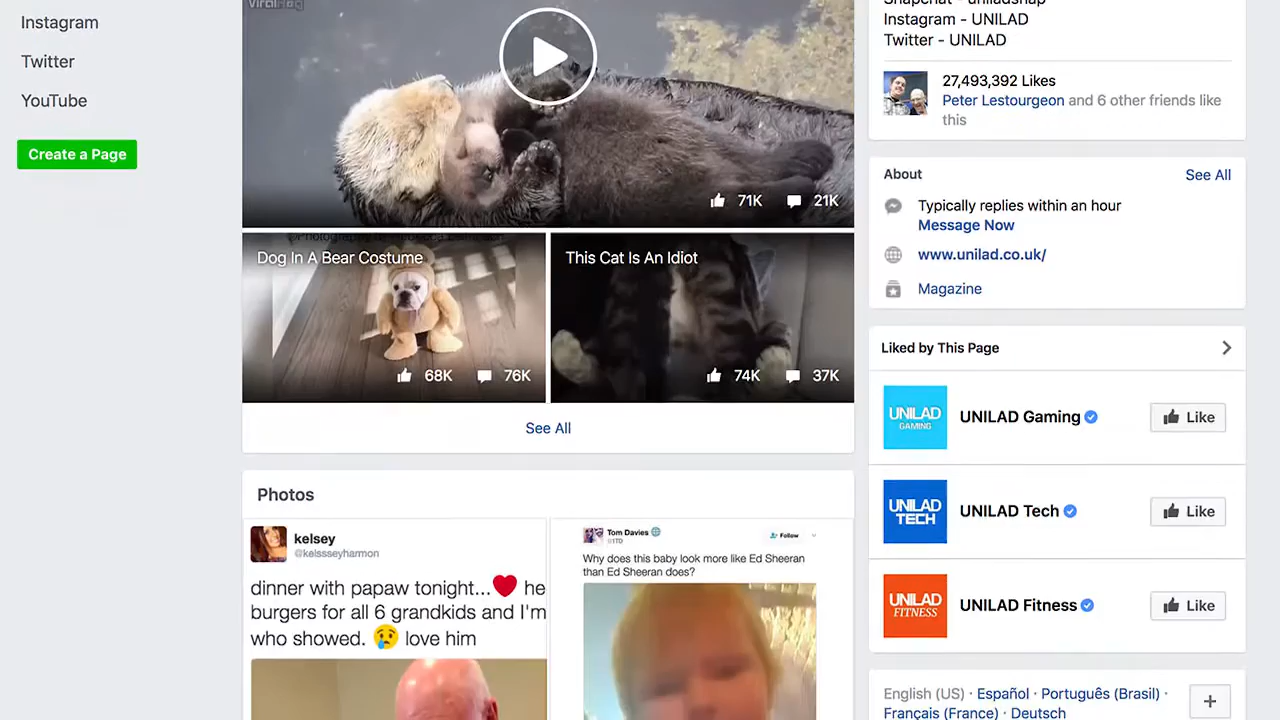 Instagram
Twitter
YouTube
Create a Page
ViralHog
71K 21K
Dog In A Bear Costume
68K 76K
This Cat Is An Idiot
74K 37K
See All
Photos
kelsey
@kelssseyharmon
dinner with papaw tonight...❤ he
burgers for all 6 grandkids and I'm
who showed. 😢 love him
Tom Davies
@1TD
Follow
Why does this baby look more like Ed Sheeran
than Ed Sheeran does?
Snapchat - uniladsnap
Instagram - UNILAD
Twitter - UNILAD
27,493,392 Likes
Peter Lestourgeon and 6 other friends like
this
About See All
Typically replies within an hour
Message Now
www.unilad.co.uk/
Magazine
Liked by This Page
UNILAD
GAMING
UNILAD Gaming
Like
UNILAD
TECH
UNILAD Tech
Like
UNILAD
FITNESS
UNILAD Fitness
Like
English (US) · Español · Português (Brasil) ·
Français (France) · Deutsch